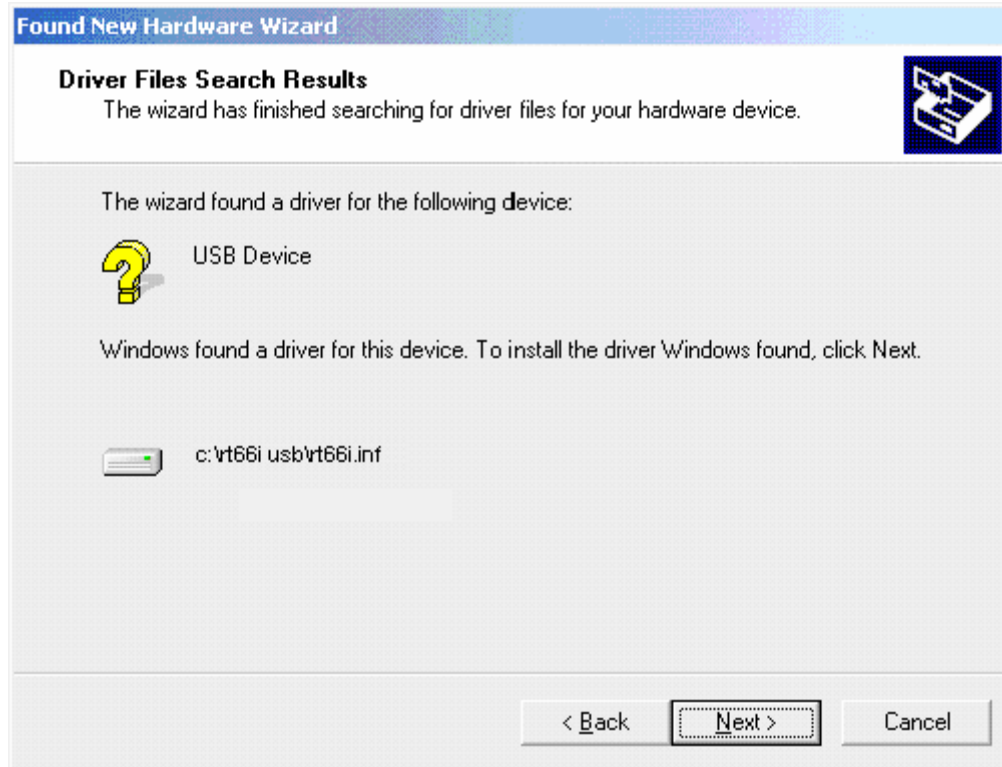 Found New Hardware Wizard
Driver Files Search Results
The wizard has finished searching for driver files for your hardware device.
The wizard found a driver for the following device:
USB Device
Windows found a driver for this device. To install the driver Windows found, click Next.
c:\rt66i usb\rt66i.inf
< Back
Next >
Cancel